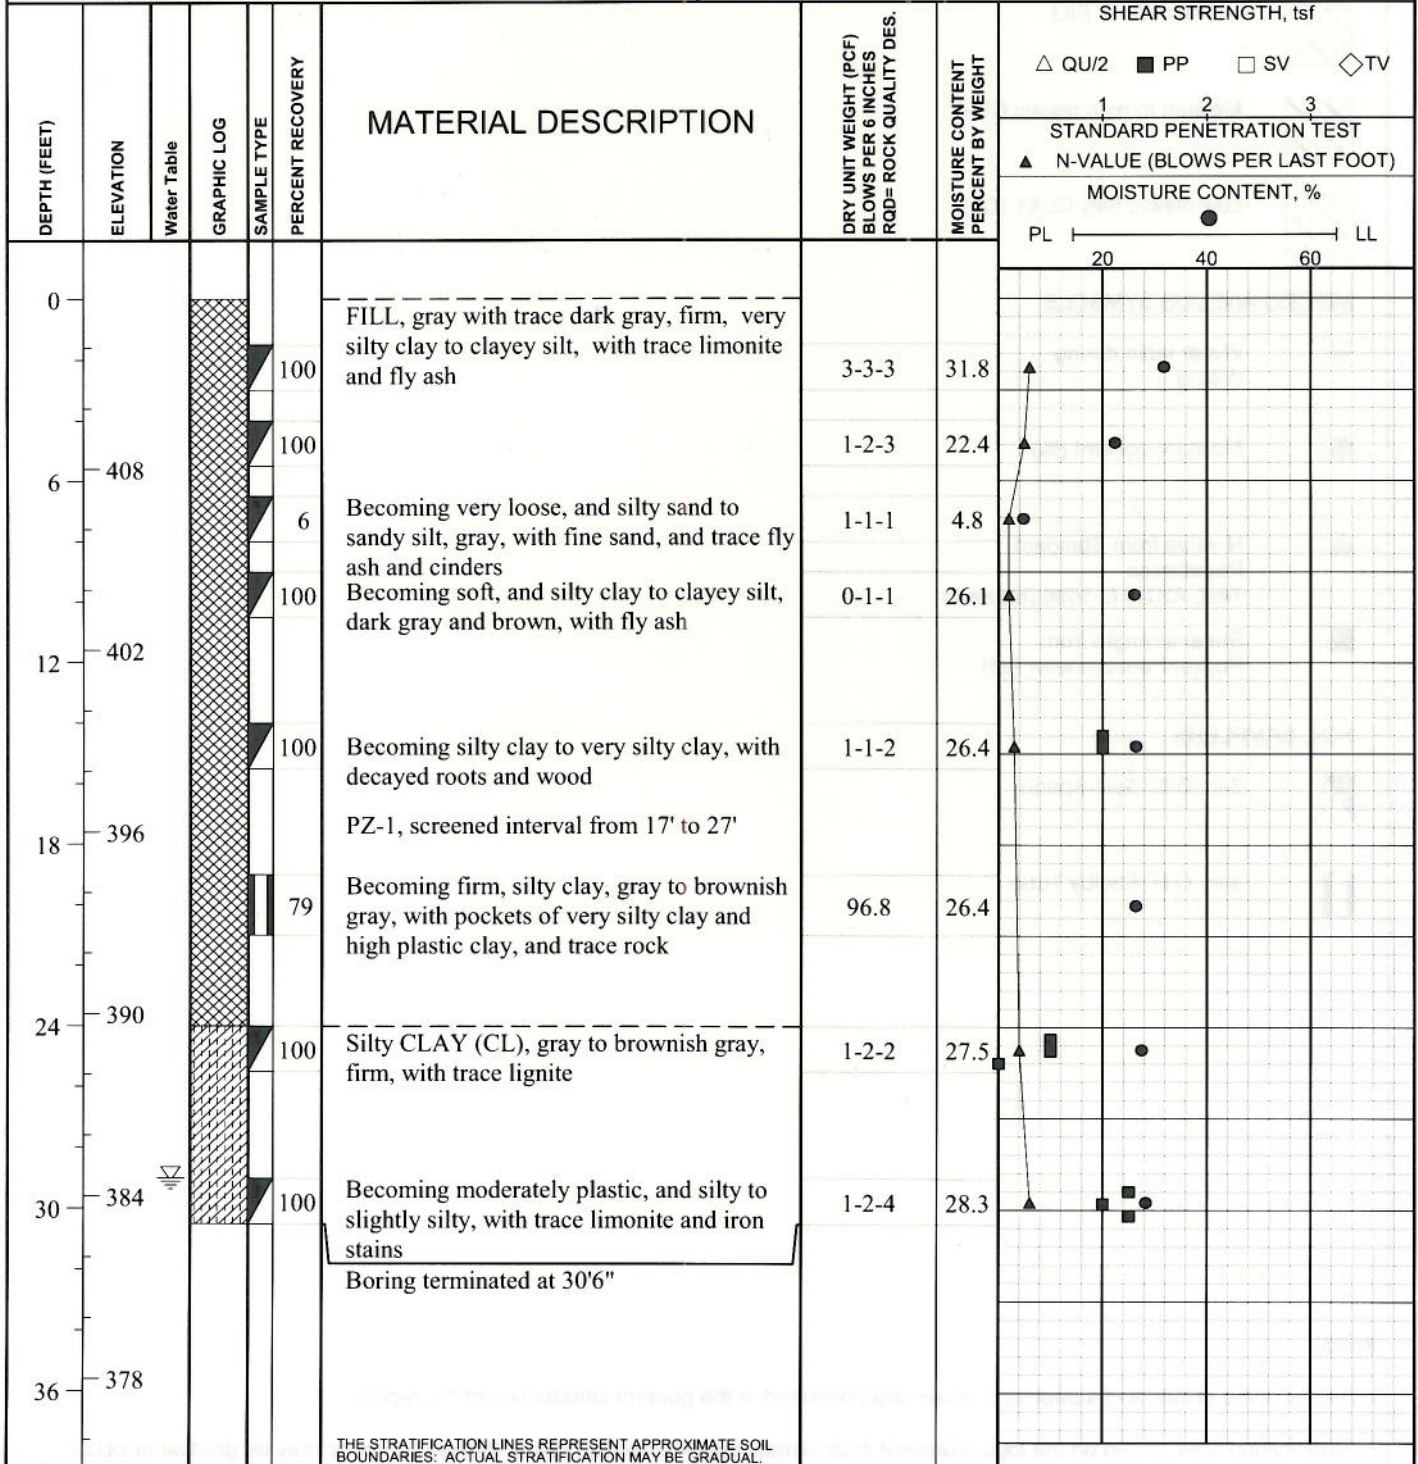 SHEAR STRENGTH, tsf
△ QU/2 ■ PP □ SV ◇ TV
1 2 3
STANDARD PENETRATION TEST
▲ N-VALUE (BLOWS PER LAST FOOT)
MOISTURE CONTENT, %
●
PL LL
20 40 60
DEPTH (FEET)
ELEVATION
Water Table
GRAPHIC LOG
SAMPLE TYPE
PERCENT RECOVERY
MATERIAL DESCRIPTION
DRY UNIT WEIGHT (PCF)
BLOWS PER 6 INCHES
RQD= ROCK QUALITY DES.
MOISTURE CONTENT
PERCENT BY WEIGHT
0
FILL, gray with trace dark gray, firm, very
silty clay to clayey silt, with trace limonite
and fly ash
100 3-3-3 31.8
100 1-2-3 22.4
408
6
Becoming very loose, and silty sand to
sandy silt, gray, with fine sand, and trace fly
ash and cinders
6 1-1-1 4.8
Becoming soft, and silty clay to clayey silt,
dark gray and brown, with fly ash
100 0-1-1 26.1
402
12
Becoming silty clay to very silty clay, with
decayed roots and wood
100 1-1-2 26.4
PZ-1, screened interval from 17' to 27'
396
18
Becoming firm, silty clay, gray to brownish
gray, with pockets of very silty clay and
high plastic clay, and trace rock
79 96.8 26.4
390
24
Silty CLAY (CL), gray to brownish gray,
firm, with trace lignite
100 1-2-2 27.5
384
30
Becoming moderately plastic, and silty to
slightly silty, with trace limonite and iron
stains
100 1-2-4 28.3
Boring terminated at 30'6"
378
36
THE STRATIFICATION LINES REPRESENT APPROXIMATE SOIL
BOUNDARIES: ACTUAL STRATIFICATION MAY BE GRADUAL.